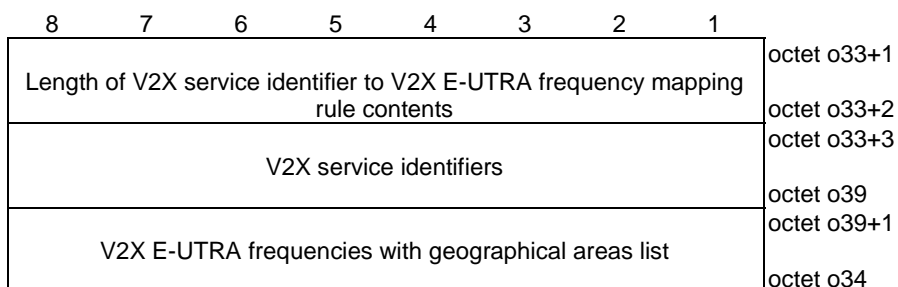 8 7 6 5 4 3 2 1
octet o33+1
Length of V2X service identifier to V2X E-UTRA frequency mapping
rule contents
octet o33+2
octet o33+3
V2X service identifiers
octet o39
octet o39+1
V2X E-UTRA frequencies with geographical areas list
octet o34